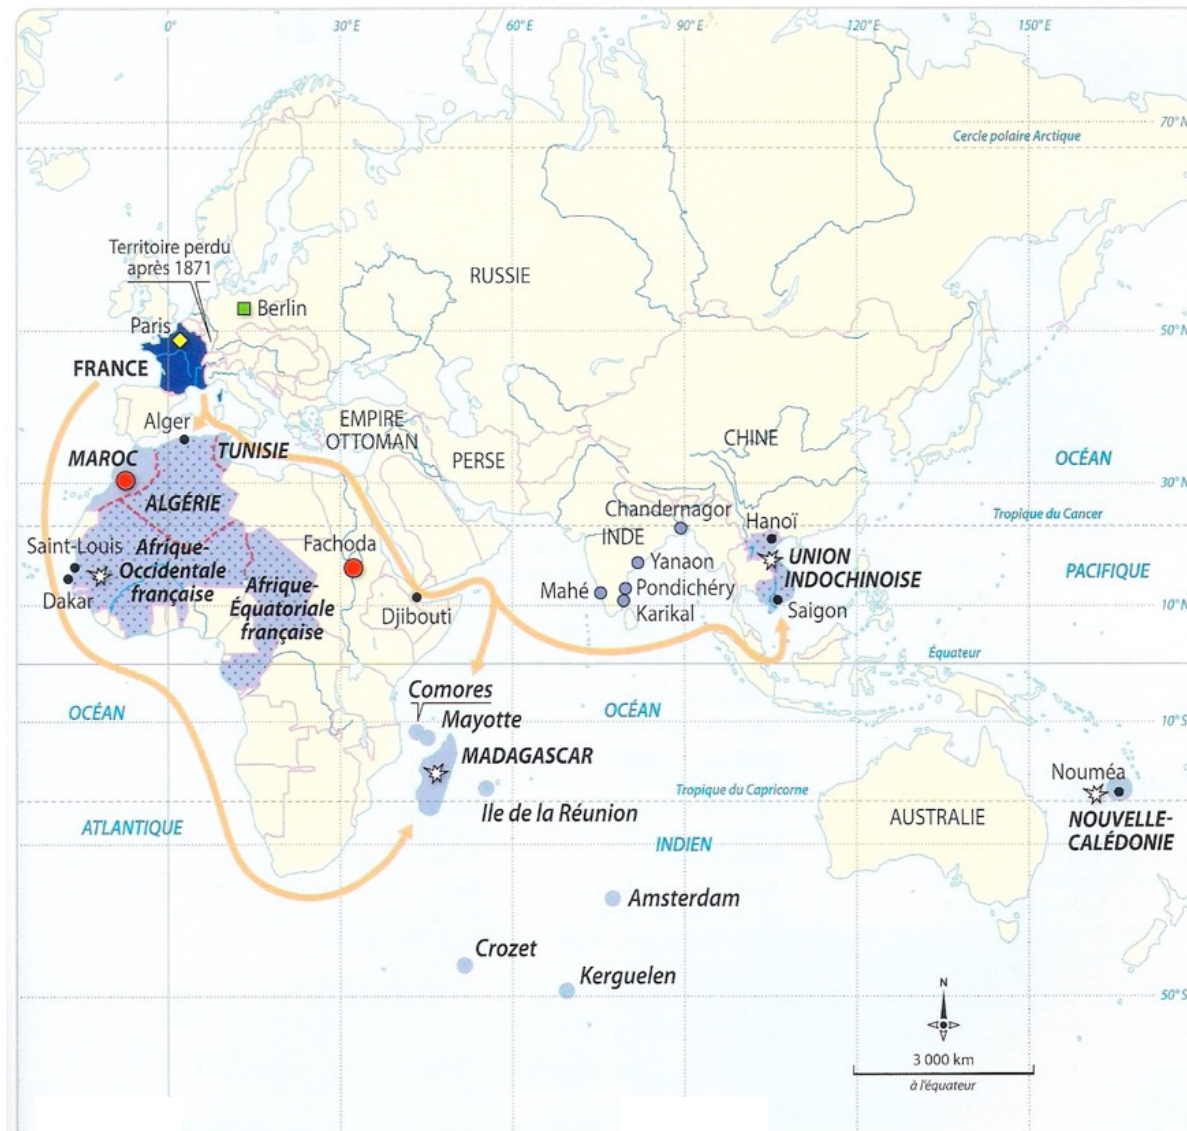 0°
30° E
60° E
90° E
120° E
150° E
70° N
Cercle polaire Arctique
Territoire perdu
après 1871
RUSSIE
Berlin
Paris
50° N
FRANCE
Alger
EMPIRE
OTTOMAN
TUNISIE
CHINE
MAROC
PERSE
OCÉAN
30° N
ALGÉRIE
Chandernagor
Tropique du Cancer
Hanoï
INDE
Saint-Louis
Afrique-
Occidentale
française
Fachoda
Yanaon
UNION
INDOCHINOISE
PACIFIQUE
Dakar
Afrique-
Équatoriale
française
Djibouti
Mahé
Pondichéry
Karikal
Saigon
10° N
Équateur
Comores
Mayotte
OCÉAN
OCÉAN
10° S
MADAGASCAR
Nouméa
Tropique du Capricorne
Ile de la Réunion
ATLANTIQUE
AUSTRALIE
NOUVELLE-
CALÉDONIE
INDIEN
Amsterdam
Crozet
Kerguelen
N
50° S
3 000 km
à l'équateur